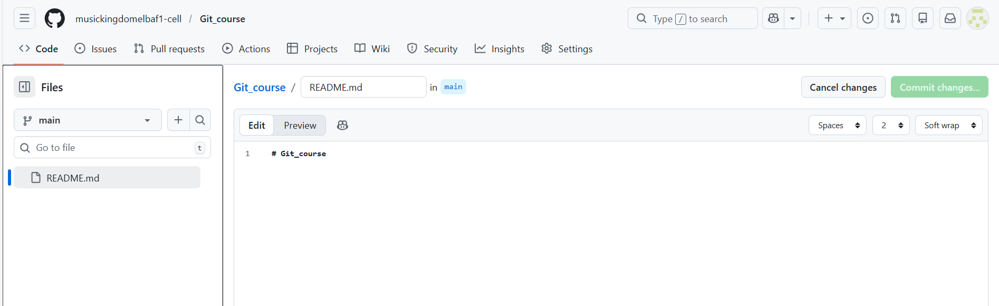 musickingdomelbaf1-cell / Git_course
Type / to search
Code Issues Pull requests Actions Projects Wiki Security Insights Settings
Files
main
Go to file t
README.md
Git_course / README.md in main
Cancel changes Commit changes...
Edit Preview
Spaces 2 Soft wrap
1 # Git_course